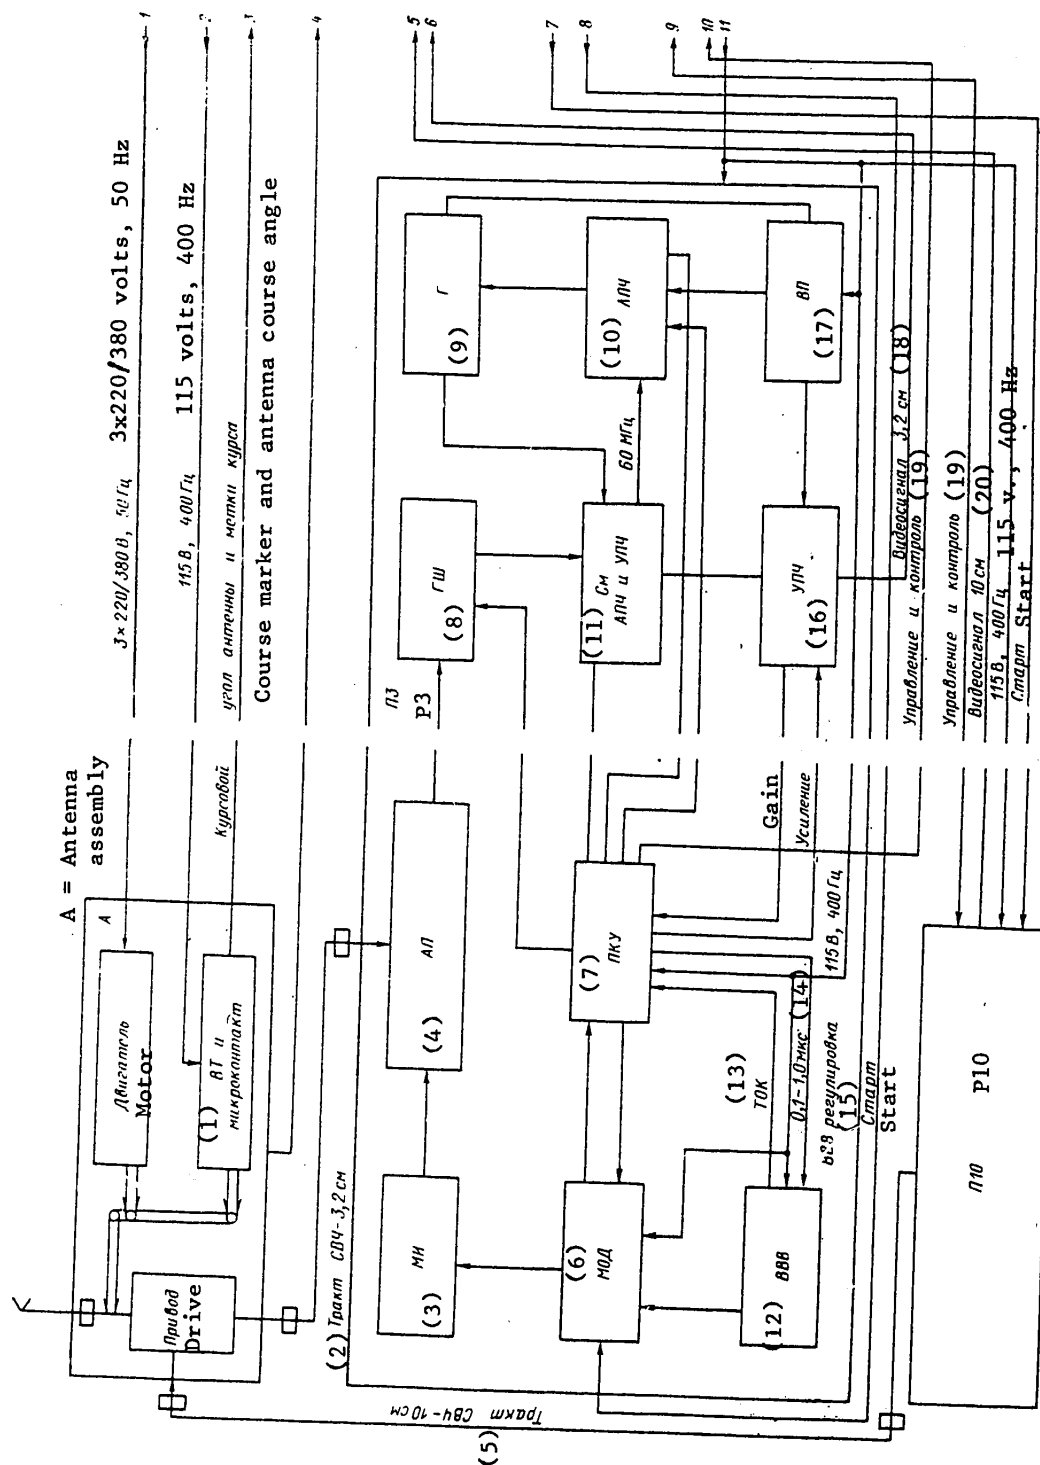 1
2
3
4
5
6
7
8
9
10
11
3×220/380 В, 50 Гц 3x220/380 volts, 50 Hz
115 В, 400 Гц 115 volts, 400 Hz
Курсовой угол антенны и метки курса
Course marker and antenna course angle
A = Antenna
assembly
А
Двигатель
Motor
(1) ВТ и
микроконтакт
Привод
Drive
(2) Тракт СВЧ-3,2 см
(3)
МИ
(4)
АП
П3
P3
(5)
Тракт СВЧ-10 см
(6)
МОД
(7)
ПКУ
(8)
ГШ
(9)
Г
(10)
АПЧ
60 МГц
(11) См
АПЧ и УПЧ
(12)
ВВВ
(13)
ТОК
0,1-1,0 мкс (14)
регулировка
(15)
Старт
Start
115 В, 400 Гц
Gain
Усиление
(16)
УПЧ
(17)
ВП
Видеосигнал 3,2 см (18)
Управление и контроль (19)
Управление и контроль (19)
Видеосигнал 10 см (20)
115 В, 400 Гц 115 v., 400 Hz
Старт Start
П10
P10